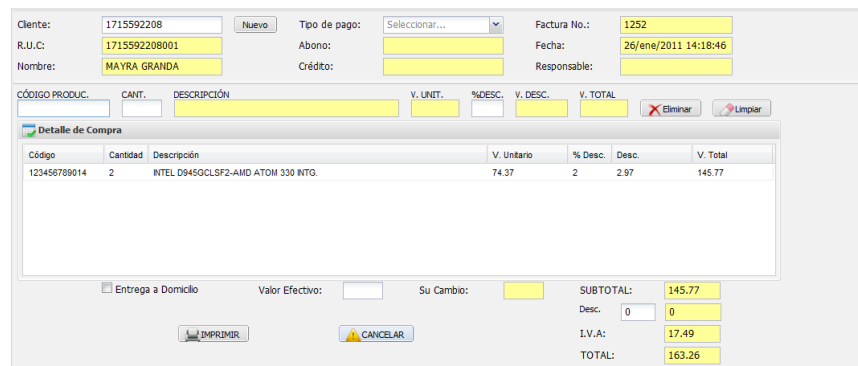 Cliente: 1715592208 Nuevo Tipo de pago: Seleccionar... Factura No.: 1252
R.U.C: 1715592208001 Abono: Fecha: 26/ene/2011 14:18:46
Nombre: MAYRA GRANDA Crédito: Responsable:
CÓDIGO PRODUC. CANT. DESCRIPCIÓN V. UNIT. %DESC. V. DESC. V. TOTAL
Eliminar Limpiar
Detalle de Compra
Código Cantidad Descripción V. Unitario % Desc. Desc. V. Total
123456789014 2 INTEL D945GCLSF2-AMD ATOM 330 INTG. 74.37 2 2.97 145.77
Entrega a Domicilio Valor Efectivo: Su Cambio: SUBTOTAL: 145.77
Desc. 0 0
IMPRIMIR CANCELAR I.V.A: 17.49
TOTAL: 163.26